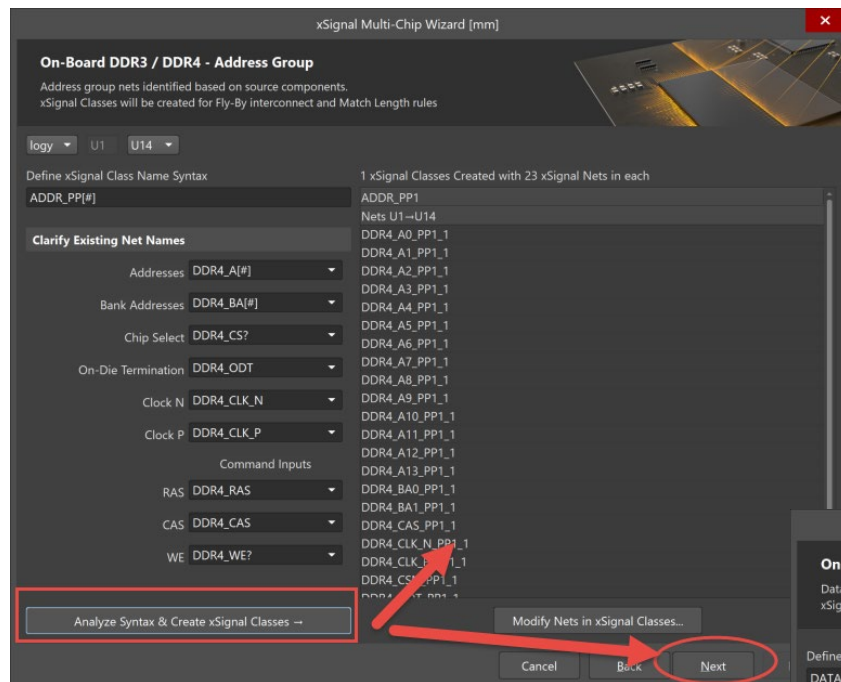 xSignal Multi-Chip Wizard [mm]
On-Board DDR3 / DDR4 - Address Group
Address group nets identified based on source components.
xSignal Classes will be created for Fly-By interconnect and Match Length rules
logy U1 U14
Define xSignal Class Name Syntax
ADDR_PP[#]
Clarify Existing Net Names
Addresses DDR4_A[#]
Bank Addresses DDR4_BA[#]
Chip Select DDR4_CS?
On-Die Termination DDR4_ODT
Clock N DDR4_CLK_N
Clock P DDR4_CLK_P
Command Inputs
RAS DDR4_RAS
CAS DDR4_CAS
WE DDR4_WE?
Analyze Syntax & Create xSignal Classes →
1 xSignal Classes Created with 23 xSignal Nets in each
ADDR_PP1
Nets U1→U14
DDR4_A0_PP1_1
DDR4_A1_PP1_1
DDR4_A2_PP1_1
DDR4_A3_PP1_1
DDR4_A4_PP1_1
DDR4_A5_PP1_1
DDR4_A6_PP1_1
DDR4_A7_PP1_1
DDR4_A8_PP1_1
DDR4_A9_PP1_1
DDR4_A10_PP1_1
DDR4_A11_PP1_1
DDR4_A12_PP1_1
DDR4_A13_PP1_1
DDR4_BA0_PP1_1
DDR4_BA1_PP1_1
DDR4_CAS_PP1_1
DDR4_CLK_N_PP1_1
Modify Nets in xSignal Classes...
Cancel Back Next
On
Data
xSig
Define
DATA